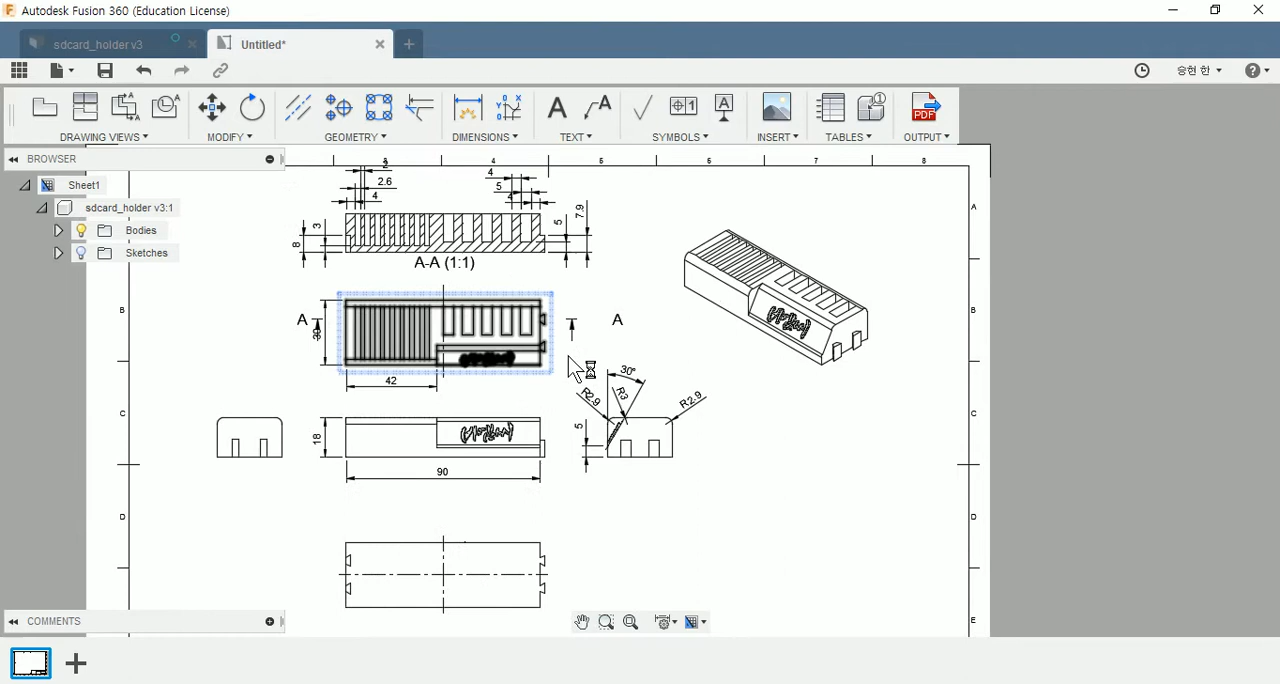 Autodesk Fusion 360 (Education License)
sdcard_holder v3
Untitled*
승현 한
DRAWING VIEWS
MODIFY
GEOMETRY
DIMENSIONS
TEXT
SYMBOLS
INSERT
TABLES
OUTPUT
PDF
BROWSER
Sheet1
sdcard_holder v3:1
Bodies
Sketches
3 4 5 6 7 8
A
B
C
D
E
A
B
C
D
2
2.6
4
4
5
4
3
8
5
7.9
A-A (1:1)
A
A
30
42
30°
R2.9
R3
R2.9
18
5
90
COMMENTS